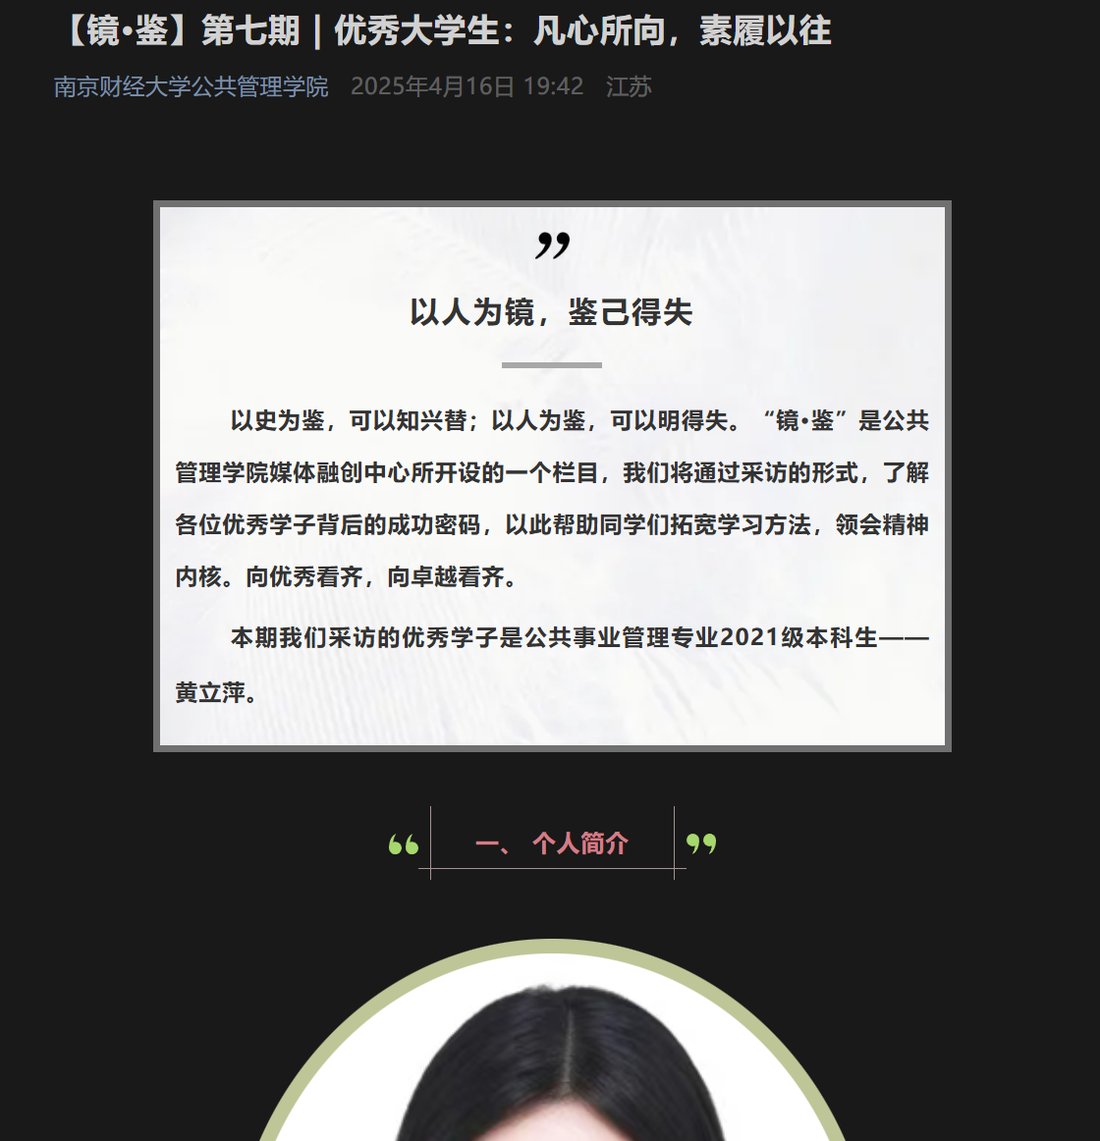 【镜•鉴】第七期 | 优秀大学生：凡心所向，素履以往
南京财经大学公共管理学院 2025年4月16日 19:42 江苏
”
以人为镜，鉴己得失
以史为鉴，可以知兴替；以人为鉴，可以明得失。“镜•鉴”是公共
管理学院媒体融创中心所开设的一个栏目，我们将通过采访的形式，了解
各位优秀学子背后的成功密码，以此帮助同学们拓宽学习方法，领会精神
内核。向优秀看齐，向卓越看齐。
本期我们采访的优秀学子是公共事业管理专业2021级本科生——
黄立萍。
“ 一、 个人简介 ”